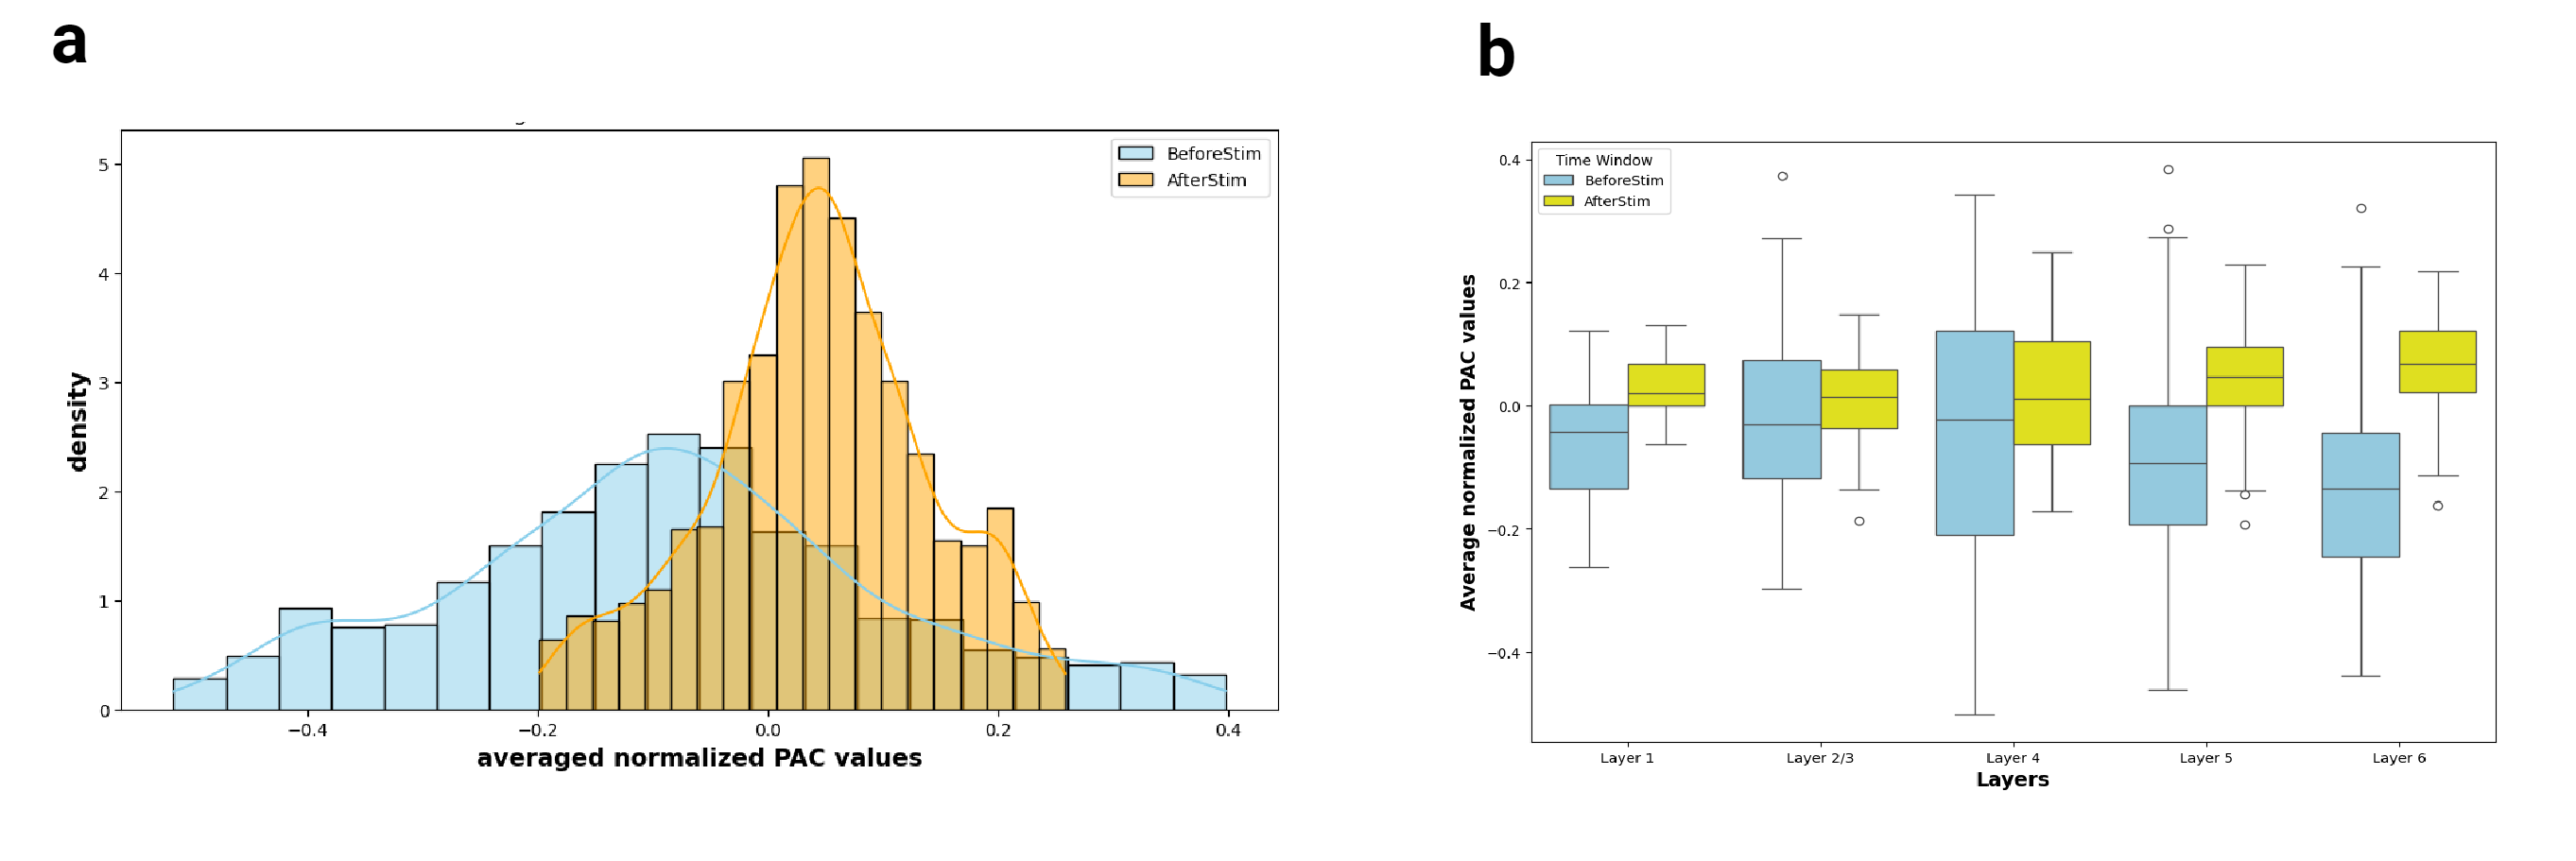 a
b
BeforeStim
AfterStim
5
4
3
2
1
0
density
−0.4
−0.2
0.0
0.2
0.4
averaged normalized PAC values
Time Window
BeforeStim
AfterStim
0.4
0.2
0.0
−0.2
−0.4
Average normalized PAC values
Layer 1
Layer 2/3
Layer 4
Layer 5
Layer 6
Layers